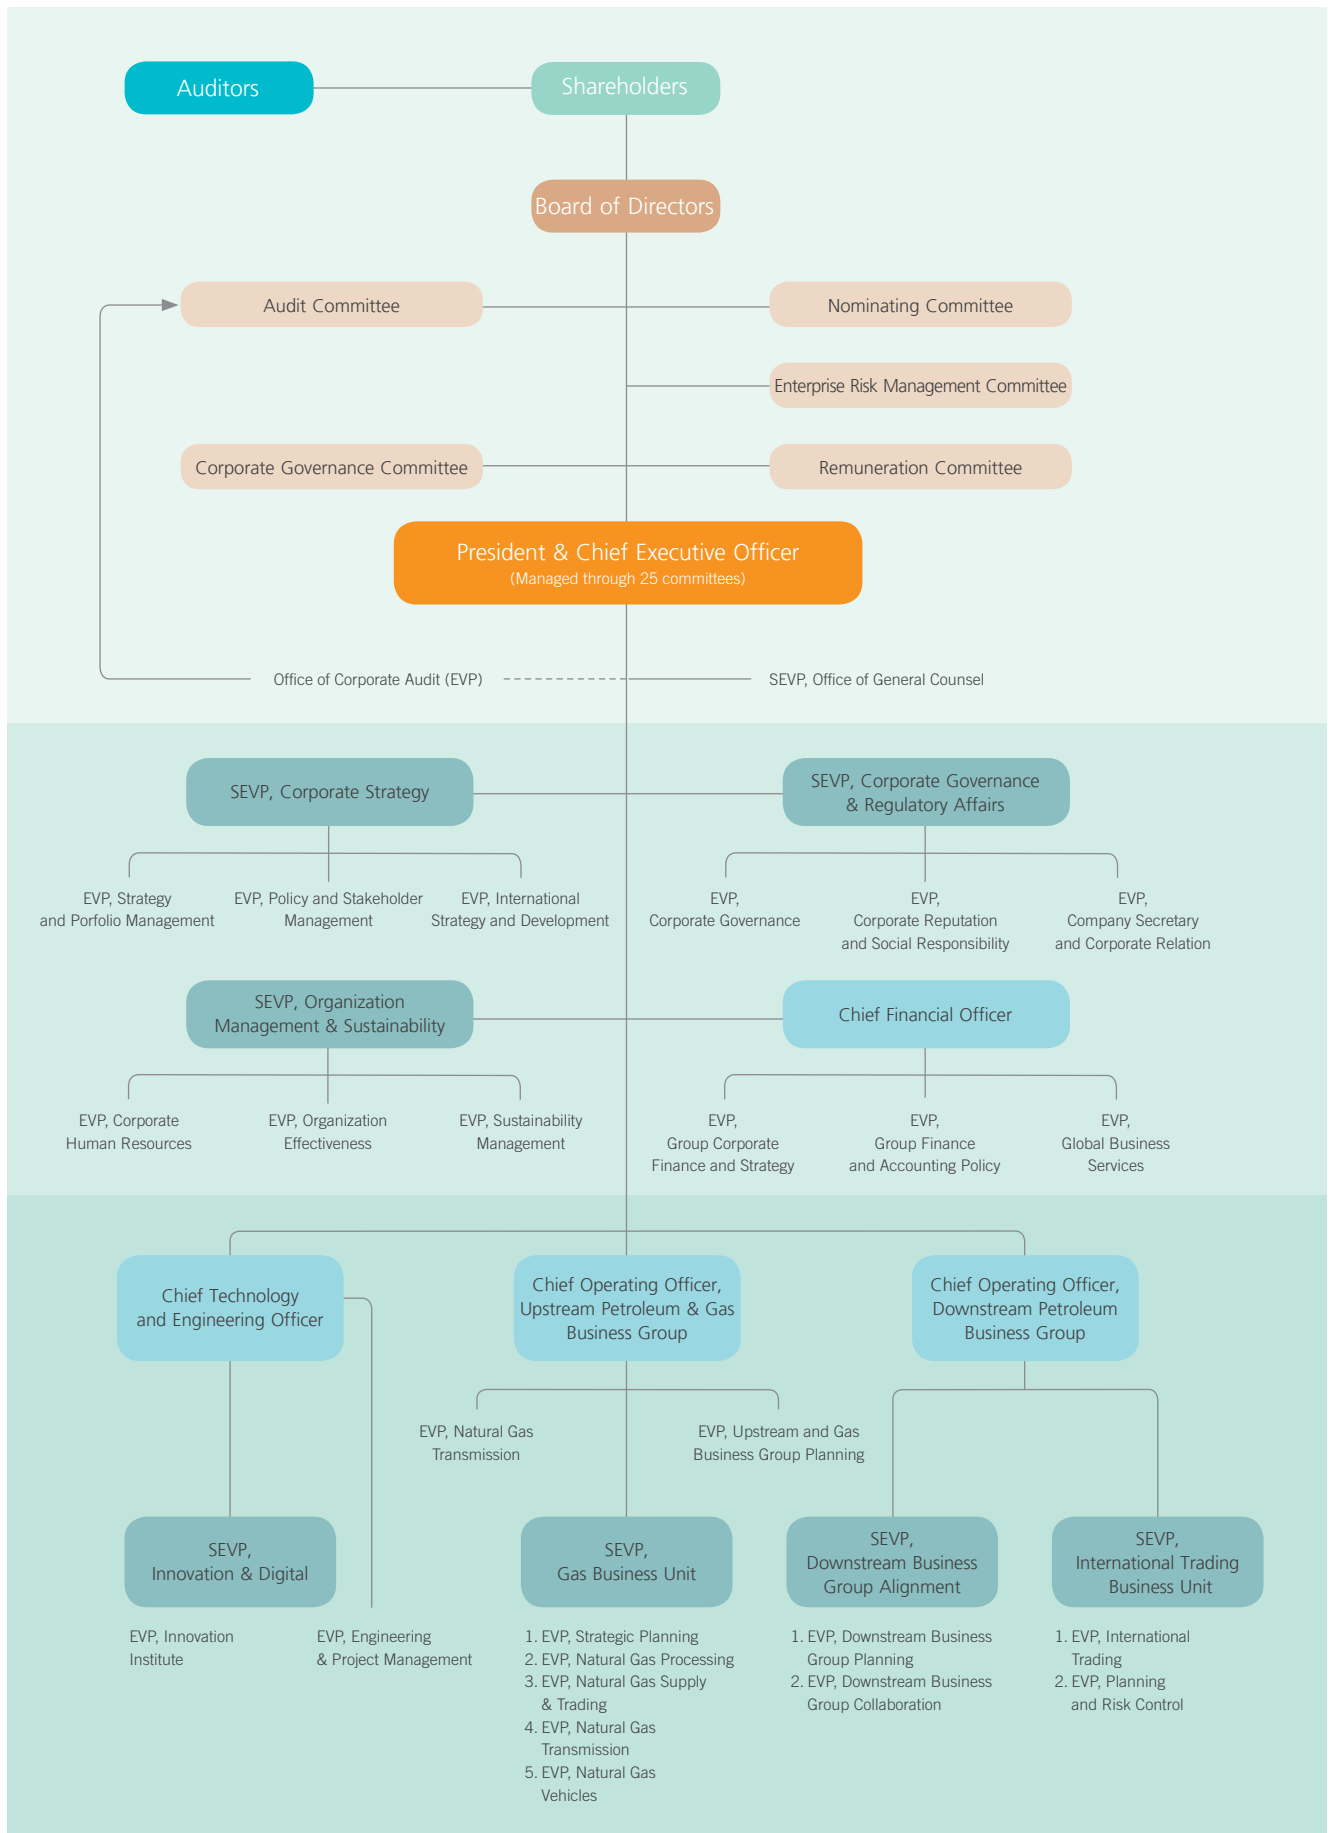 Auditors
Shareholders
Board of Directors
Audit Committee
Nominating Committee
Enterprise Risk Management Committee
Corporate Governance Committee
Remuneration Committee
President & Chief Executive Officer
(Managed through 25 committees)
Office of Corporate Audit (EVP)
SEVP, Office of General Counsel
SEVP, Corporate Strategy
SEVP, Corporate Governance
& Regulatory Affairs
EVP, Strategy
and Porfolio Management
EVP, Policy and Stakeholder
Management
EVP, International
Strategy and Development
EVP,
Corporate Governance
EVP,
Corporate Reputation
and Social Responsibility
EVP,
Company Secretary
and Corporate Relation
SEVP, Organization
Management & Sustainability
Chief Financial Officer
EVP, Corporate
Human Resources
EVP, Organization
Effectiveness
EVP, Sustainability
Management
EVP,
Group Corporate
Finance and Strategy
EVP,
Group Finance
and Accounting Policy
EVP,
Global Business
Services
Chief Technology
and Engineering Officer
Chief Operating Officer,
Upstream Petroleum & Gas
Business Group
Chief Operating Officer,
Downstream Petroleum
Business Group
EVP, Natural Gas
Transmission
EVP, Upstream and Gas
Business Group Planning
SEVP,
Innovation & Digital
SEVP,
Gas Business Unit
SEVP,
Downstream Business
Group Alignment
SEVP,
International Trading
Business Unit
EVP, Innovation
Institute
EVP, Engineering
& Project Management
1. EVP, Strategic Planning
2. EVP, Natural Gas Processing
3. EVP, Natural Gas Supply
& Trading
4. EVP, Natural Gas
Transmission
5. EVP, Natural Gas
Vehicles
1. EVP, Downstream Business
Group Planning
2. EVP, Downstream Business
Group Collaboration
1. EVP, International
Trading
2. EVP, Planning
and Risk Control